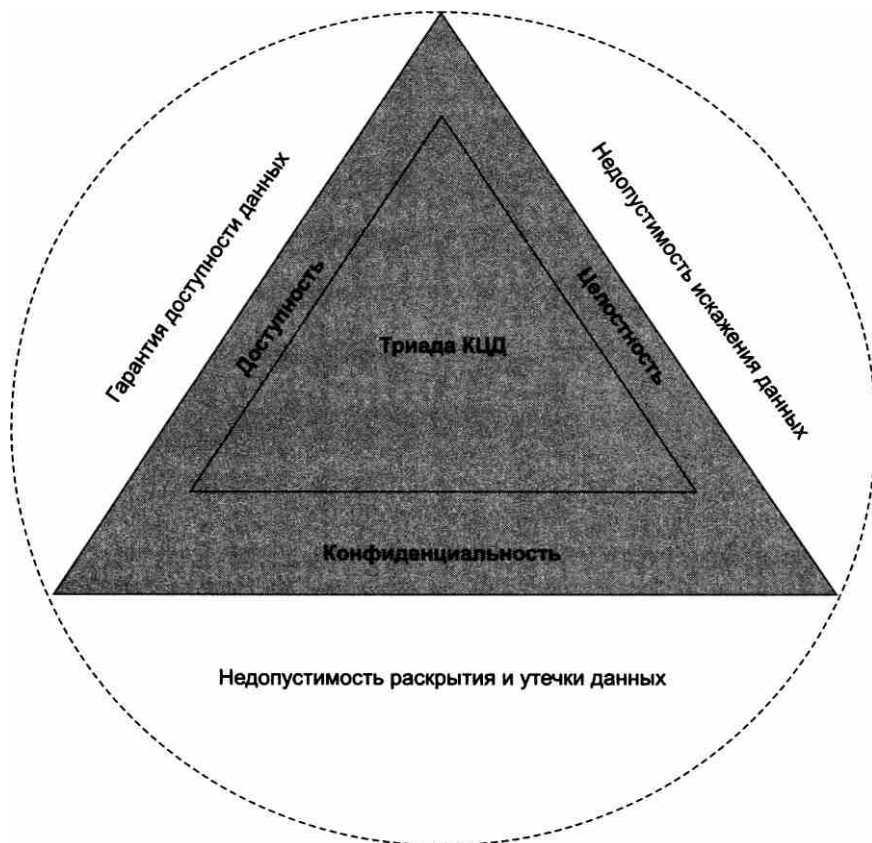 Гарантия доступности данных
Доступность
Триада КЦД
Целостность
Недопустимость искажения данных
Конфиденциальность
Недопустимость раскрытия и утечки данных